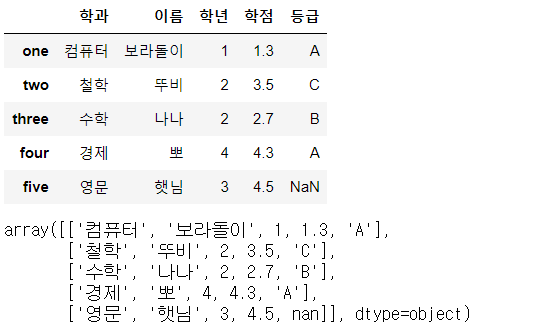 학과 이름 학년 학점 등급
one 컴퓨터 보라돌이 1 1.3 A
two 철학 뚜비 2 3.5 C
three 수학 나나 2 2.7 B
four 경제 뽀 4 4.3 A
five 영문 햇님 3 4.5 NaN
array([['컴퓨터', '보라돌이', 1, 1.3, 'A'],
['철학', '뚜비', 2, 3.5, 'C'],
['수학', '나나', 2, 2.7, 'B'],
['경제', '뽀', 4, 4.3, 'A'],
['영문', '햇님', 3, 4.5, nan]], dtype=object)